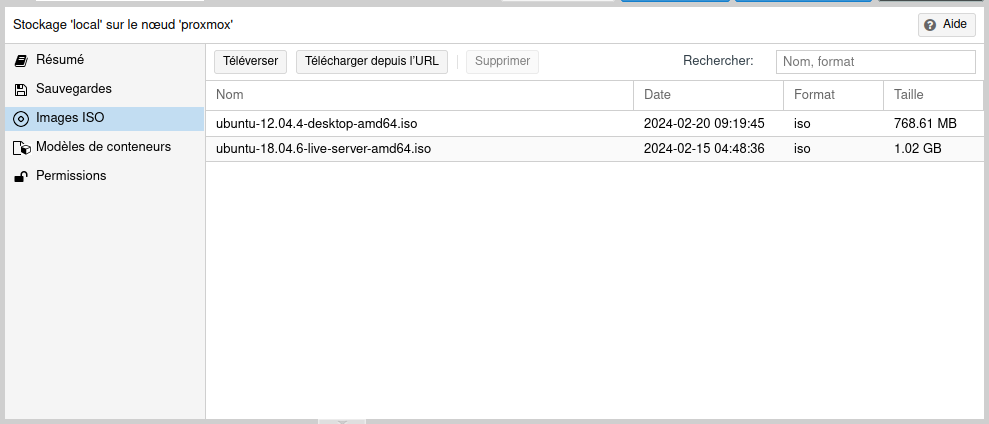 Stockage 'local' sur le nœud 'proxmox'
Aide
Résumé
Sauvegardes
Images ISO
Modèles de conteneurs
Permissions
Téléverser
Télécharger depuis l'URL
Supprimer
Rechercher:
Nom, format
Nom Date Format Taille
ubuntu-12.04.4-desktop-amd64.iso 2024-02-20 09:19:45 iso 768.61 MB
ubuntu-18.04.6-live-server-amd64.iso 2024-02-15 04:48:36 iso 1.02 GB